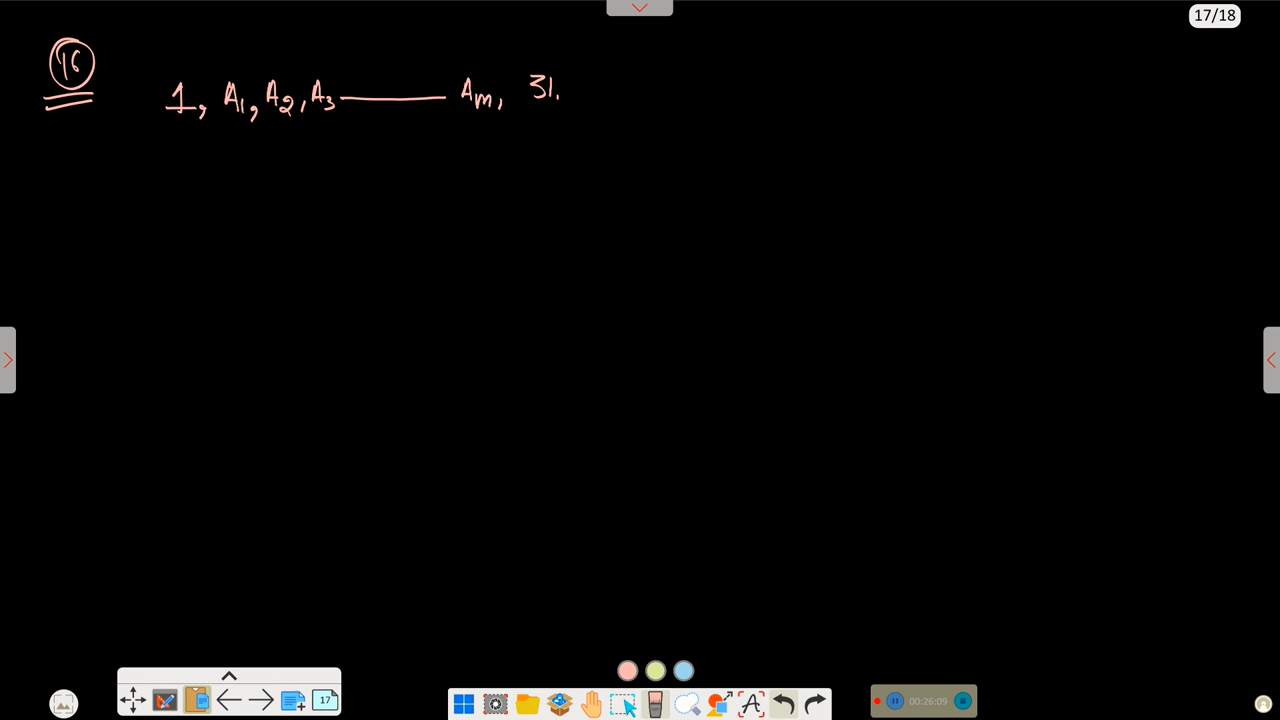 17/18
16
1, A₁, A₂, A₃ —— Aₘ, 31.
17
00:26:09